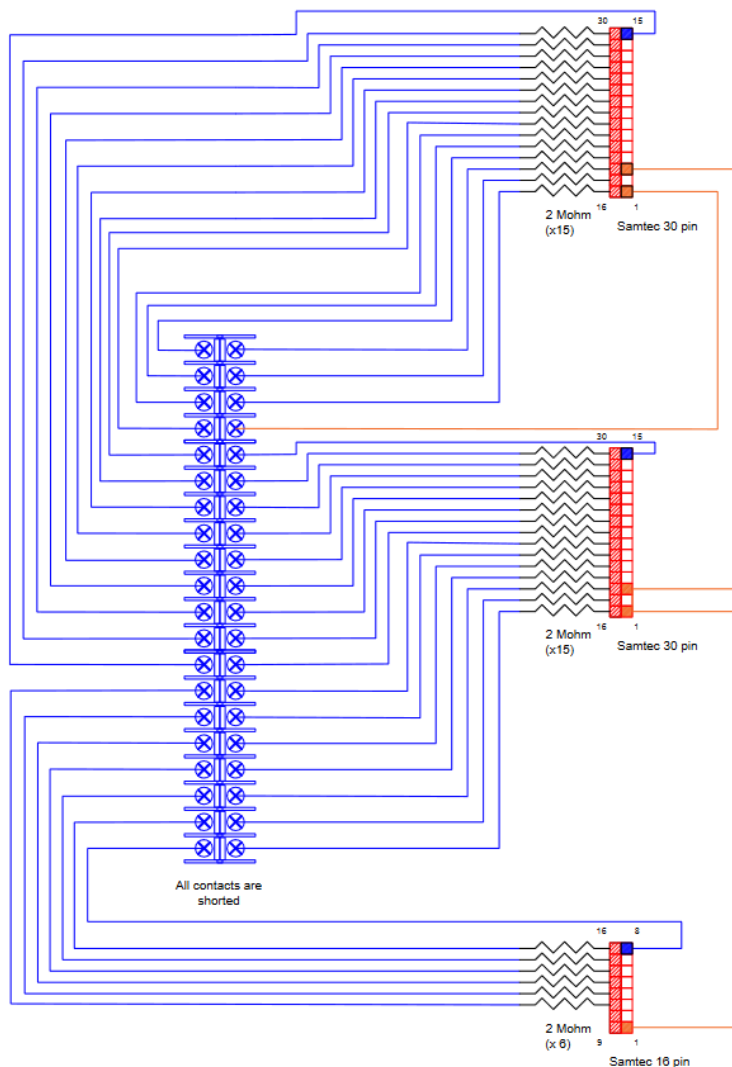 30
15
16
1
2 Mohm
(x15)
Samtec 30 pin
30
15
16
1
2 Mohm
(x15)
Samtec 30 pin
All contacts are
shorted
16
8
2 Mohm
(x 6)
9
1
Samtec 16 pin